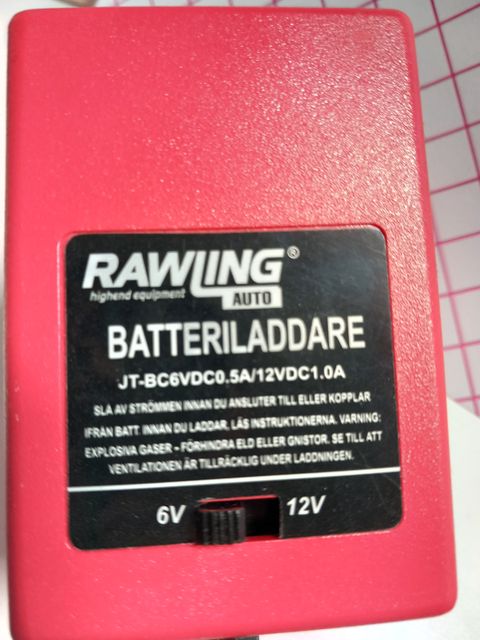 RAWLING®
highend equipment AUTO
BATTERILADDARE
JT-BC6VDC0.5A/12VDC1.0A
SLÅ AV STRÖMMEN INNAN DU ANSLUTER TILL ELLER KOPPLAR
IFRÅN BATT. INNAN DU LADDAR, LÄS INSTRUKTIONERNA. VARNING:
EXPLOSIVA GASER – FÖRHINDRA ELD ELLER GNISTOR. SE TILL ATT
VENTILATIONEN ÄR TILLRÄCKLIG UNDER LADDNINGEN.
6V 12V